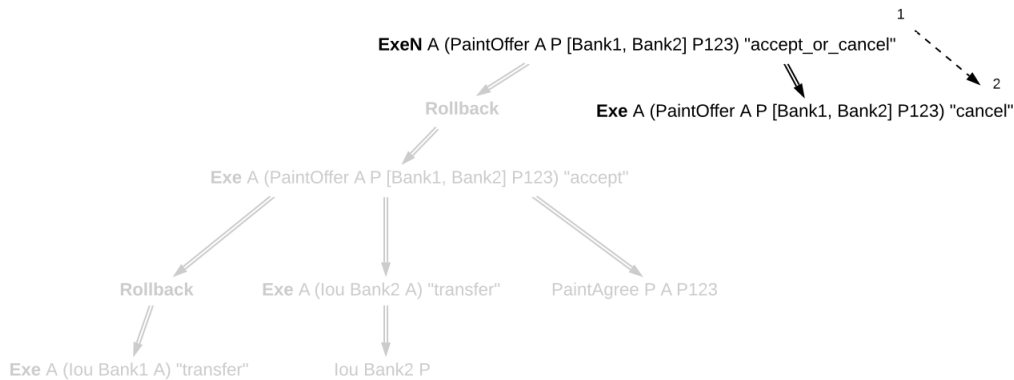 1
ExeN A (PaintOffer A P [Bank1, Bank2] P123) "accept_or_cancel"
2
Rollback
Exe A (PaintOffer A P [Bank1, Bank2] P123) "cancel"
Exe A (PaintOffer A P [Bank1, Bank2] P123) "accept"
Rollback
Exe A (Iou Bank2 A) "transfer"
PaintAgree P A P123
Exe A (Iou Bank1 A) "transfer"
Iou Bank2 P